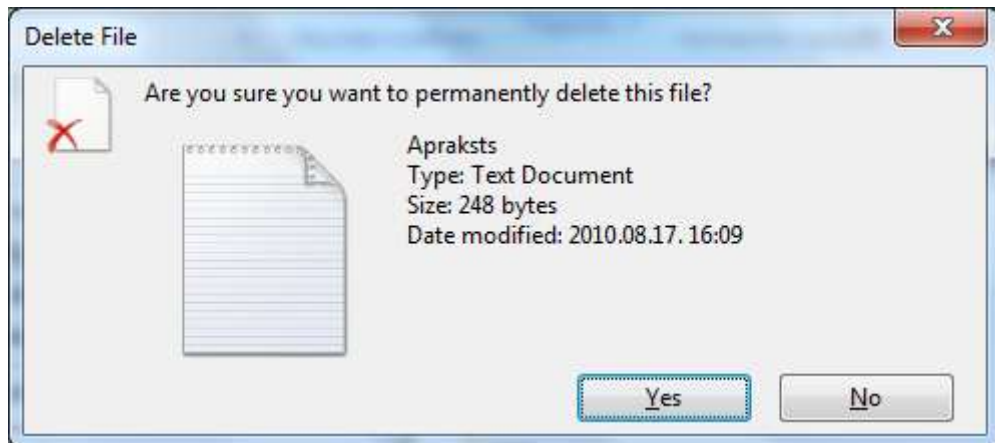 Delete File
Are you sure you want to permanently delete this file?
Apraksts
Type: Text Document
Size: 248 bytes
Date modified: 2010.08.17. 16:09
Yes
No